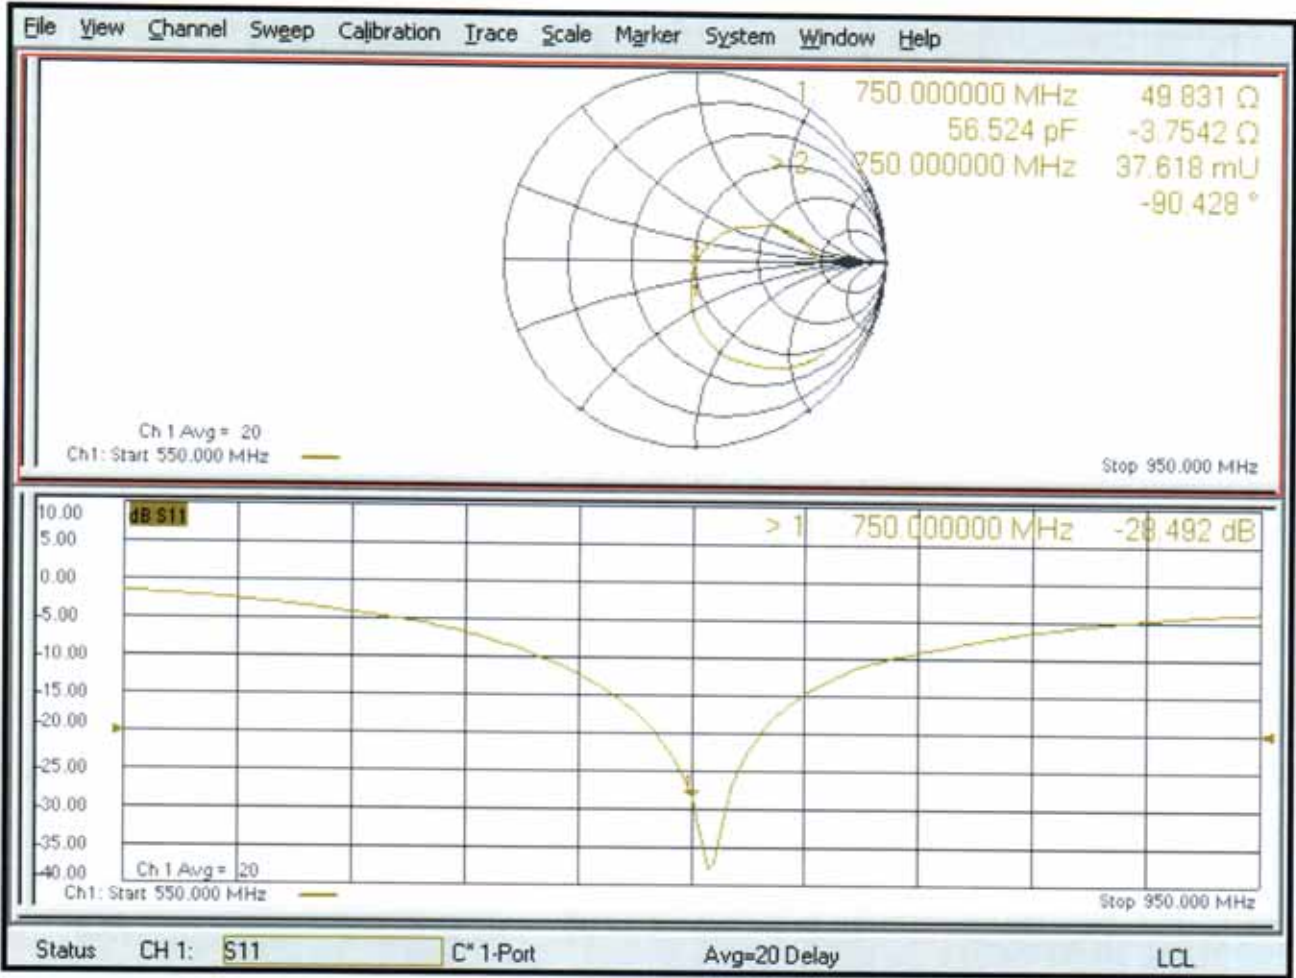 File View Channel Sweep Calibration Trace Scale Marker System Window Help
1 750.000000 MHz 49.831 Ω
56.524 pF -3.7542 Ω
> 2 750.000000 MHz 37.618 mU
-90.428 °
Ch 1 Avg = 20
Ch1: Start 550.000 MHz
Stop 950.000 MHz
10.00
dB S11
> 1 750.000000 MHz -28.492 dB
5.00
0.00
-5.00
-10.00
-15.00
-20.00
-25.00
-30.00
-35.00
-40.00
Ch 1 Avg = 20
Ch1: Start 550.000 MHz
Stop 950.000 MHz
Status CH 1: S11 C* 1-Port Avg=20 Delay LCL